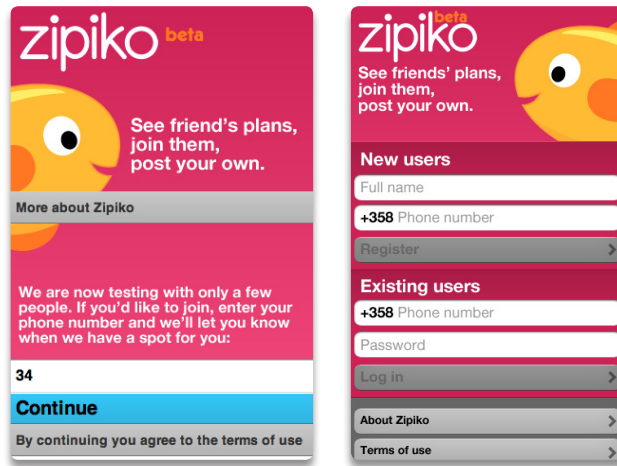 zipiko beta
See friend's plans,
join them,
post your own.
More about Zipiko
We are now testing with only a few
people. If you'd like to join, enter your
phone number and we'll let you know
when we have a spot for you:
34
Continue
By continuing you agree to the terms of use
zipiko beta
See friends' plans,
join them,
post your own.
New users
Full name
+358 Phone number
Register
Existing users
+358 Phone number
Password
Log in
About Zipiko
Terms of use